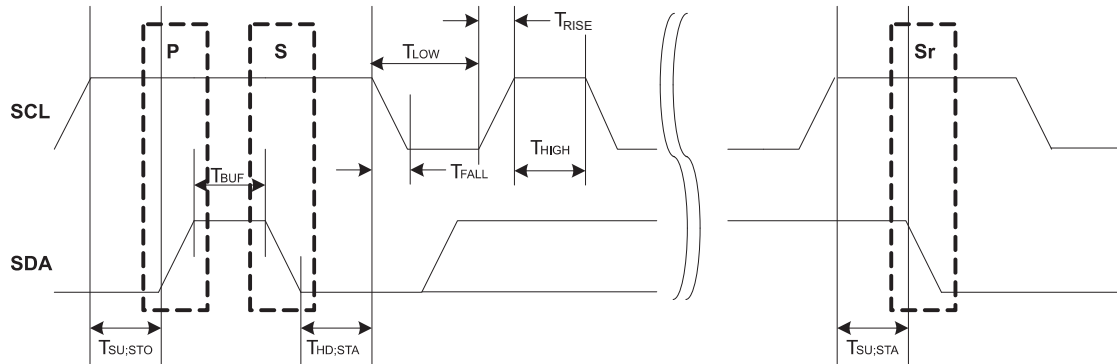 P
S
TLOW
TRISE
Sr
SCL
THIGH
TFALL
TBUF
SDA
TSU;STO
THD;STA
TSU;STA